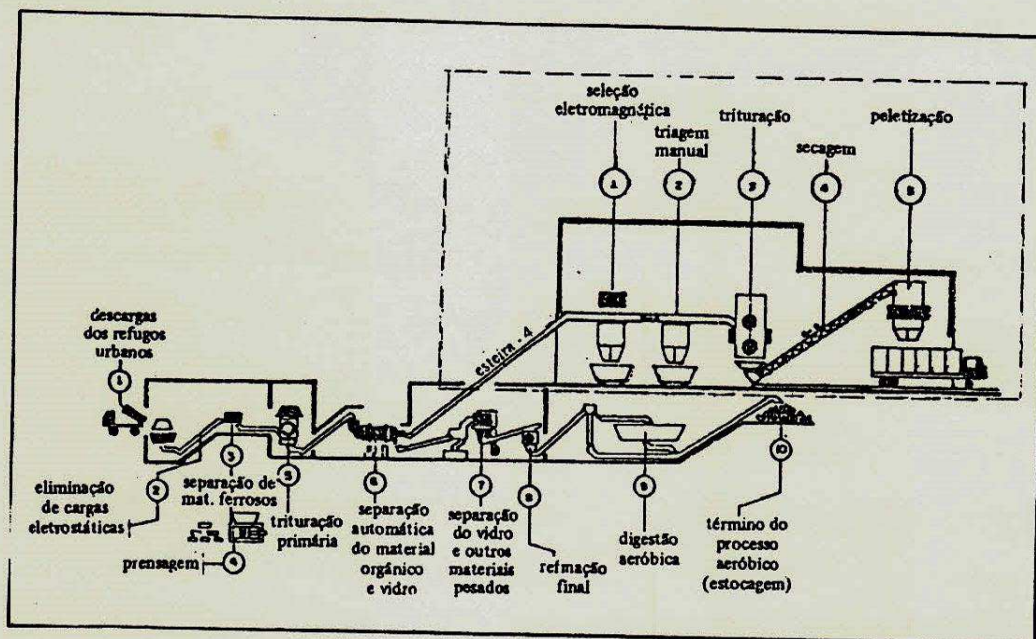 seleção
eletromagnética
triagem
manual
trituração
secagem
peletização
1
2
3
4
5
esteira - 4
descargas
dos refugos
urbanos
1
eliminação
de cargas
eletrostáticas
2
3
separação de
mat. ferrosos
prensagem
4
5
trituração
primária
6
separação
automática
do material
orgânico
e vidro
7
separação
do vidro
e outros
materiais
pesados
8
refinação
final
9
digestão
aeróbica
10
término do
processo
aeróbico
(estocagem)